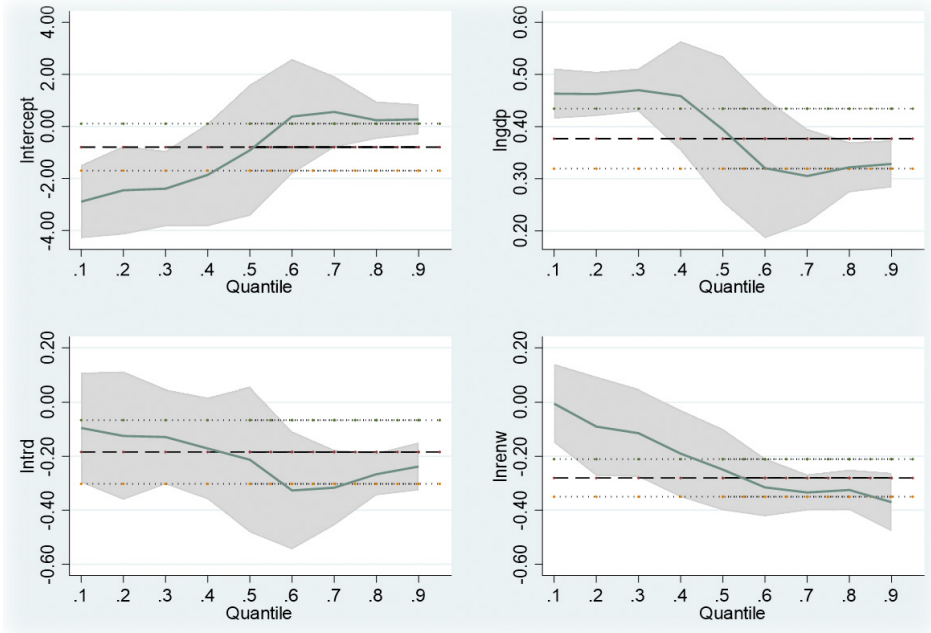 Intercept
4.00
2.00
0.00
-2.00
-4.00
.1 .2 .3 .4 .5 .6 .7 .8 .9
Quantile
lngdp
0.60
0.50
0.40
0.30
0.20
.1 .2 .3 .4 .5 .6 .7 .8 .9
Quantile
lntrd
0.20
0.00
-0.20
-0.40
-0.60
.1 .2 .3 .4 .5 .6 .7 .8 .9
Quantile
lnrenw
0.20
0.00
-0.20
-0.40
-0.60
.1 .2 .3 .4 .5 .6 .7 .8 .9
Quantile